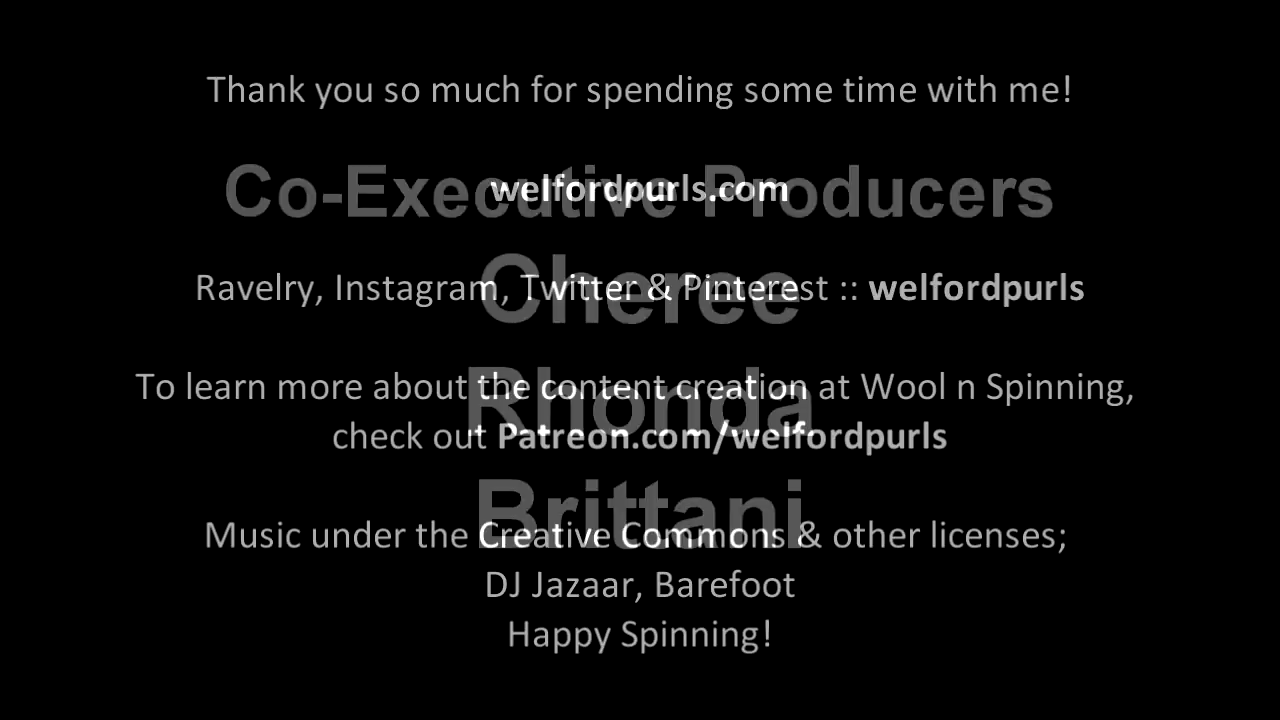 Thank you so much for spending some time with me!
Co-Executive Producers
welfordpurls.com
Cheree
Ravelry, Instagram, Twitter & Pinterest :: welfordpurls
Rhonda
To learn more about the content creation at Wool n Spinning,
check out Patreon.com/welfordpurls
Brittani
Music under the Creative Commons & other licenses;
DJ Jazaar, Barefoot
Happy Spinning!